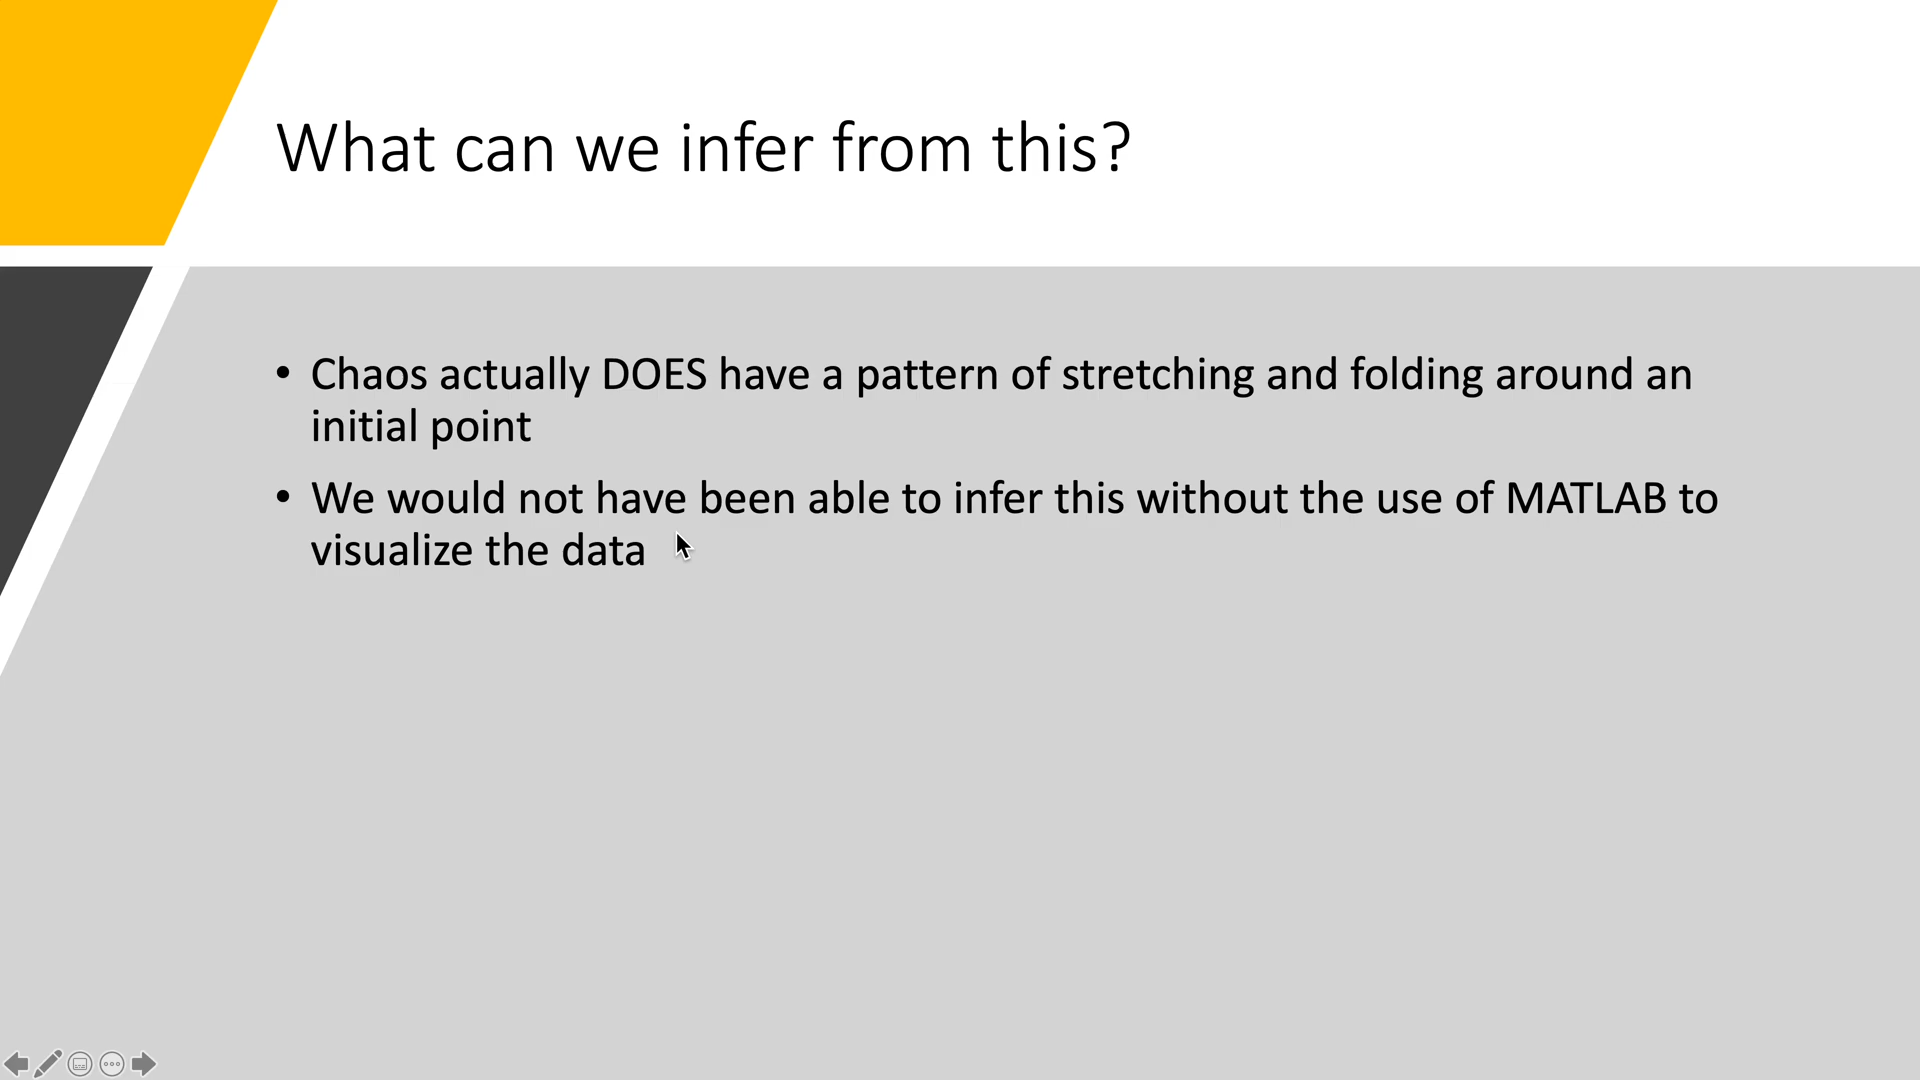 What can we infer from this?
• Chaos actually DOES have a pattern of stretching and folding around an
initial point
• We would not have been able to infer this without the use of MATLAB to
visualize the data